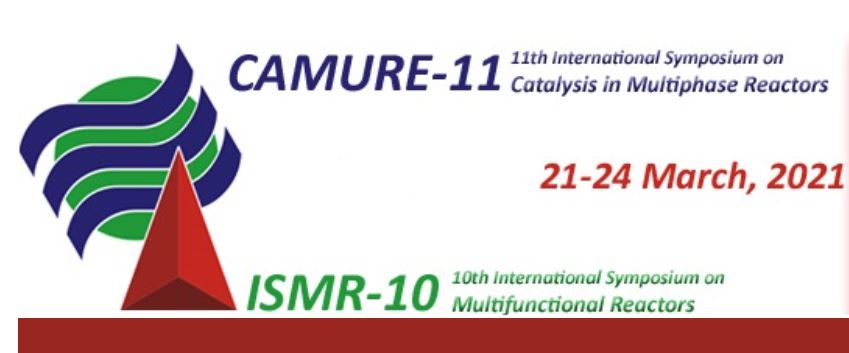 CAMURE-11
11th International Symposium on
Catalysis in Multiphase Reactors
21-24 March, 2021
ISMR-10
10th International Symposium on
Multifunctional Reactors